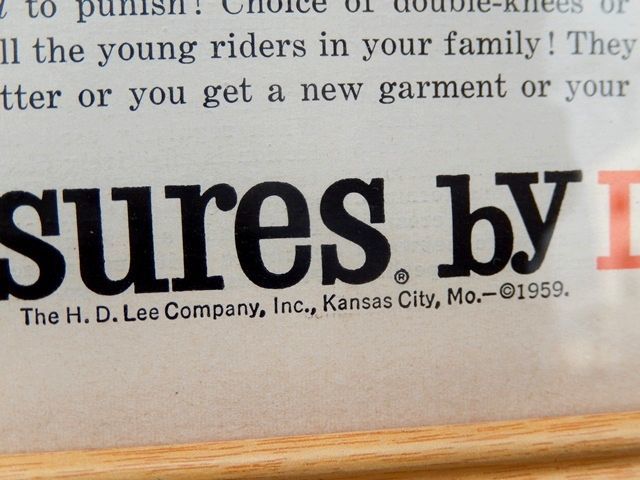 to punish! Choice of double-knees or
ll the young riders in your family! They
tter or you get a new garment or your
sures® by L
The H. D. Lee Company, Inc., Kansas City, Mo.—©1959.